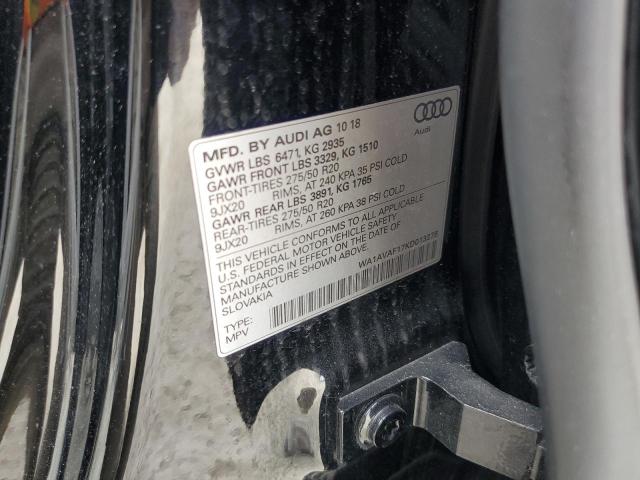 MFD. BY AUDI AG 10 18
GVWR LBS 6471, KG 2935
GAWR FRONT LBS 3329, KG 1510
FRONT-TIRES 275/50 R20
9JX20 RIMS, AT 240 KPA 35 PSI COLD
GAWR REAR LBS 3891, KG 1765
REAR-TIRES 275/50 R20
9JX20 RIMS, AT 260 KPA 38 PSI COLD
THIS VEHICLE CONFORMS TO ALL APPLICABLE
U.S. FEDERAL MOTOR VEHICLE SAFETY
STANDARDS IN EFFECT ON THE DATE OF
MANUFACTURE SHOWN ABOVE.
SLOVAKIA
WA1AVAF17KD013275
TYPE:
MPV
Audi